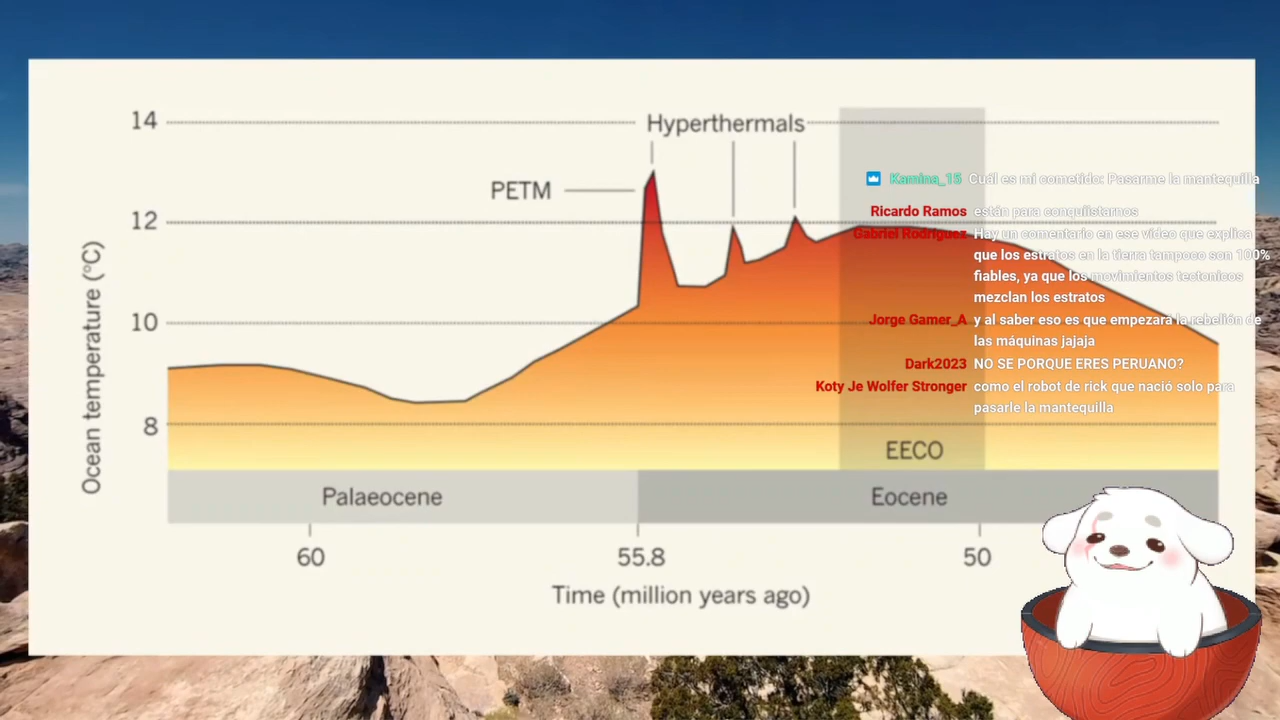 14
Hyperthermals
Kamina_15 Cuál es mi cometido: Pasarme la mantequilla
PETM
Ricardo Ramos están para conquistarnos
12
Gabriel Rodríguez Hay un comentario en ese vídeo que explica
que los estratos en la tierra tampoco son 100%
fiables, ya que los movimientos tectonicos
mezclan los estratos
Ocean temperature (°C)
10
Jorge Gamer_A y al saber eso es que empezará la rebelión de
las máquinas jajaja
Dark2023 NO SE PORQUE ERES PERUANO?
Koty Je Wolfer Stronger como el robot de rick que nació solo para
pasarle la mantequilla
8
EECO
Palaeocene
Eocene
60
55.8
50
Time (million years ago)